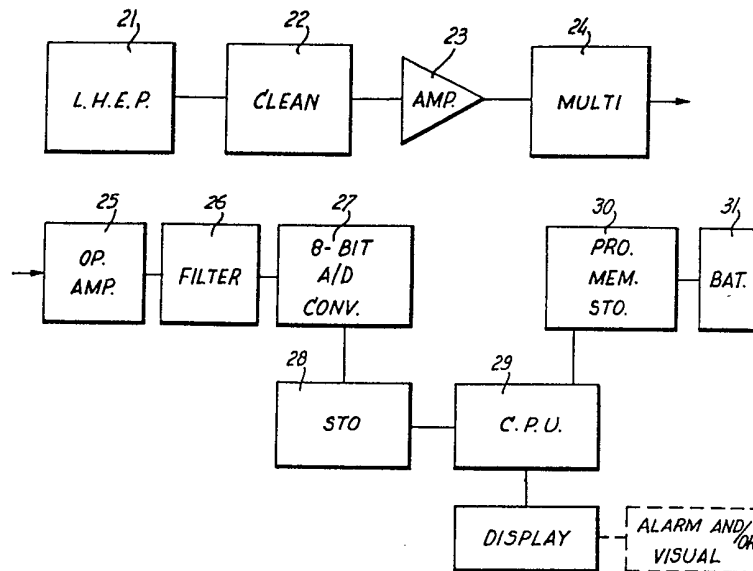 21
22
23
24
L.H.E.P.
CLEAN
AMP.
MULTI
25
26
27
30
31
OP.
AMP.
FILTER
8-BIT
A/D
CONV.
PRO.
MEM.
STO.
BAT.
28
29
STO
C.P.U.
DISPLAY
ALARM AND/OR
VISUAL